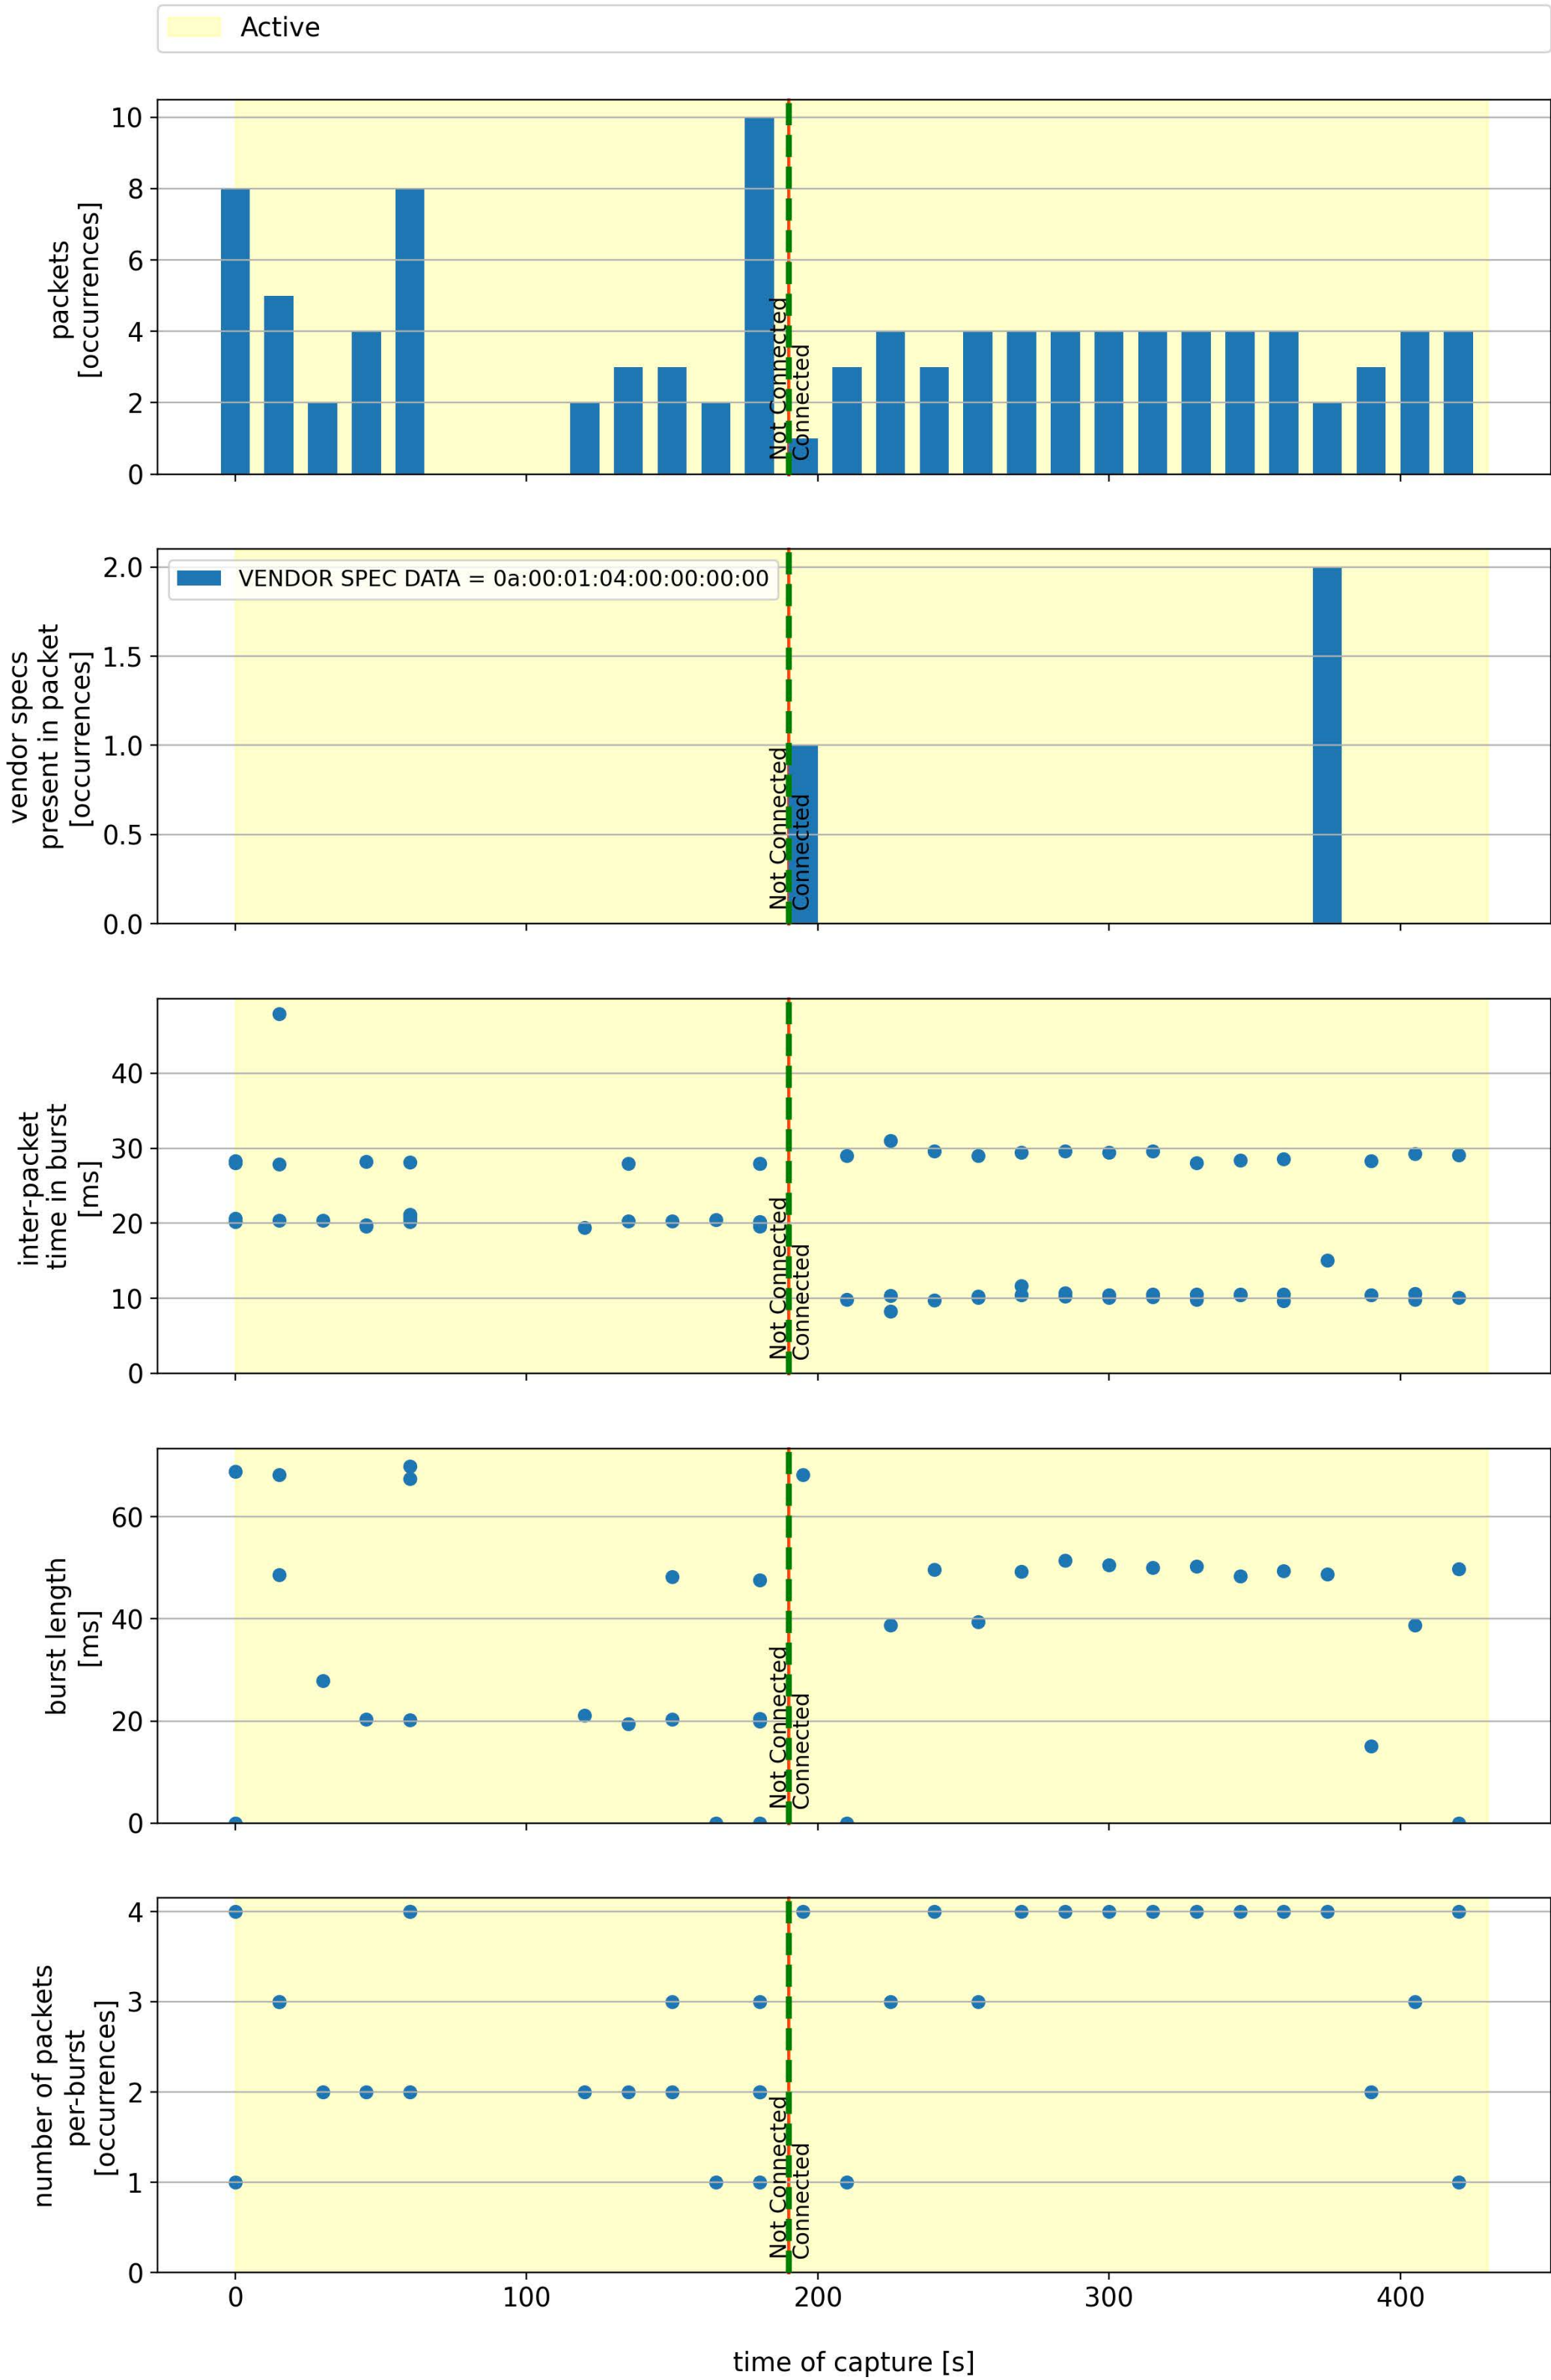 Active
packets
[occurrences]
10
8
6
4
2
0
Not Connected
Connected
vendor specs
present in packet
[occurrences]
2.0
1.5
1.0
0.5
0.0
VENDOR SPEC DATA = 0a:00:01:04:00:00:00:00
Not Connected
Connected
inter-packet
time in burst
[ms]
40
30
20
10
0
Not Connected
Connected
burst length
[ms]
60
40
20
0
Not Connected
Connected
number of packets
per-burst
[occurrences]
4
3
2
1
0
Not Connected
Connected
0 100 200 300 400
time of capture [s]